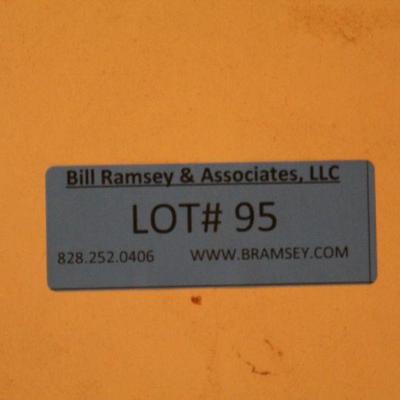 Bill Ramsey & Associates, LLC
LOT# 95
828.252.0406 WWW.BRAMSEY.COM